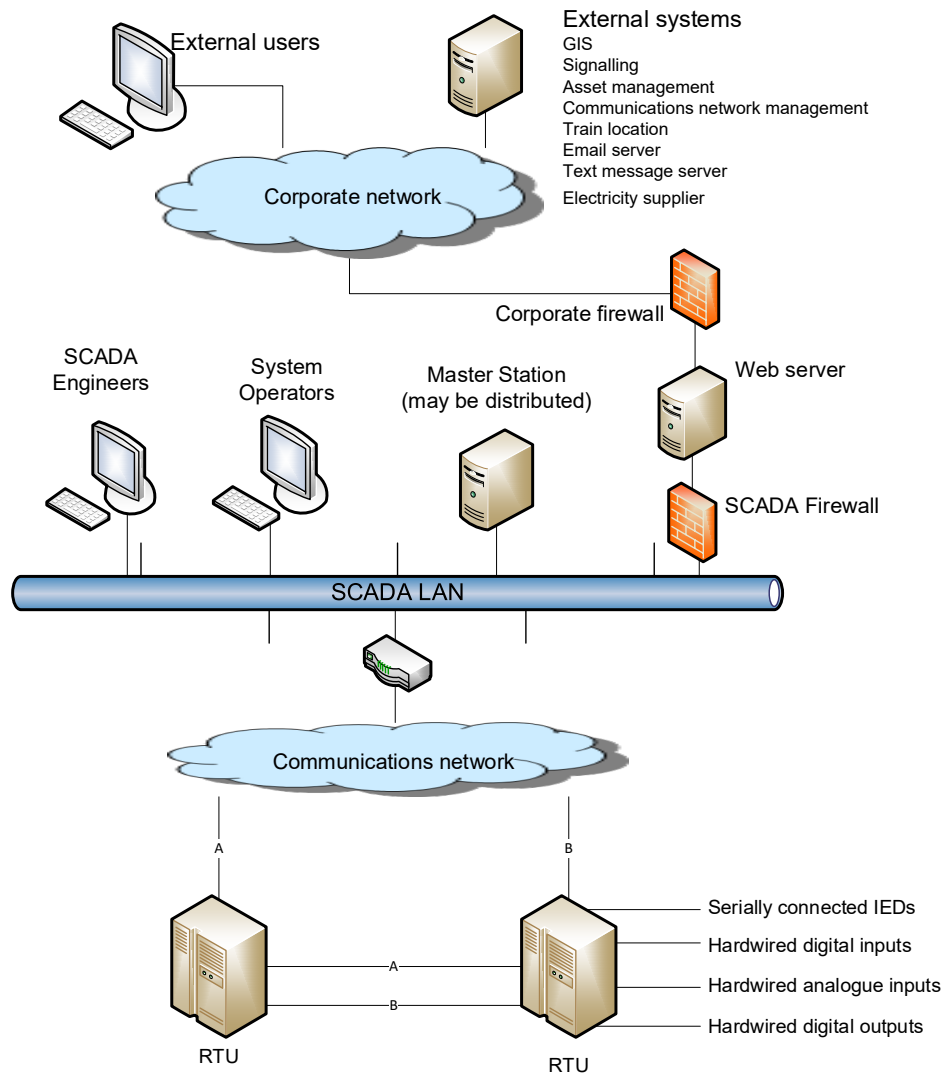 External users
External systems
GIS
Signalling
Asset management
Communications network management
Train location
Email server
Text message server
Electricity supplier
Corporate network
Corporate firewall
SCADA
Engineers
System
Operators
Master Station
(may be distributed)
Web server
SCADA Firewall
SCADA LAN
Communications network
A
B
Serially connected IEDs
Hardwired digital inputs
A
Hardwired analogue inputs
B
Hardwired digital outputs
RTU
RTU